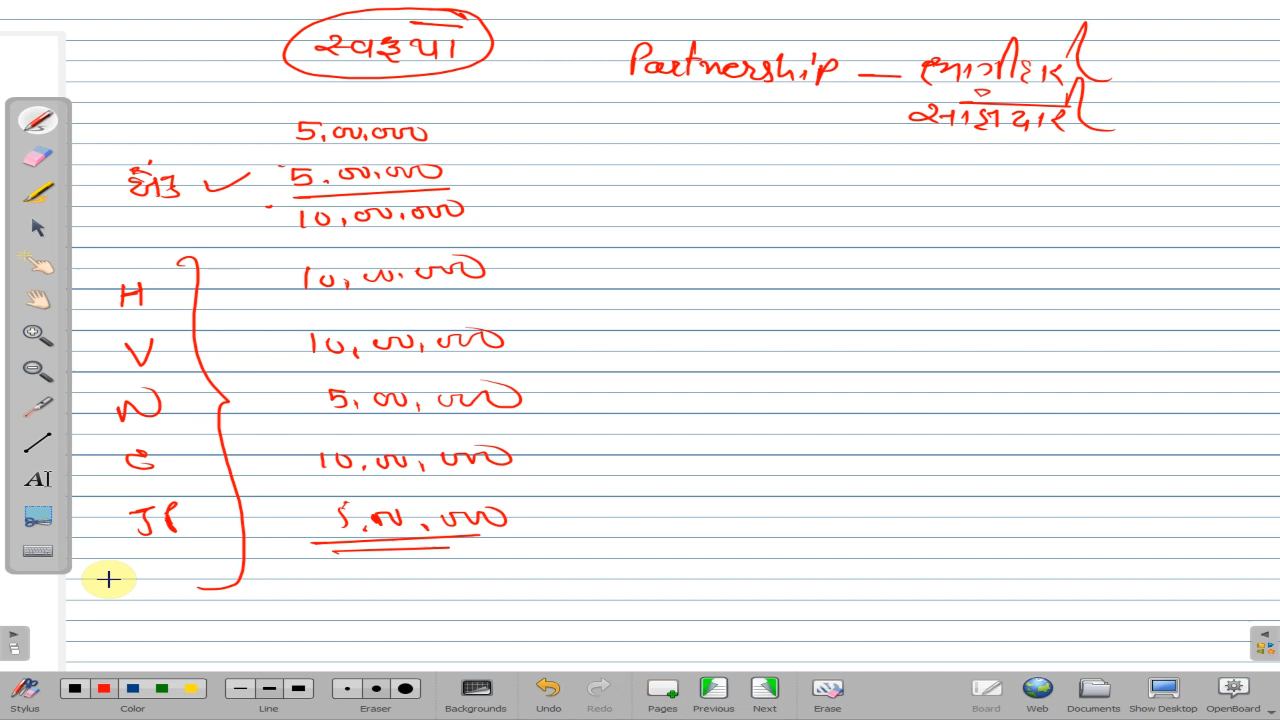 Partnership —
5,00,000
5,00,000
10,00,000
H 10,00,000
V 10,00,000
N 5,00,000
10,00,000
5,00,000
AI
Stylus Color Line Eraser Backgrounds Undo Redo Pages Previous Next Erase Board Web Documents Show Desktop OpenBoard